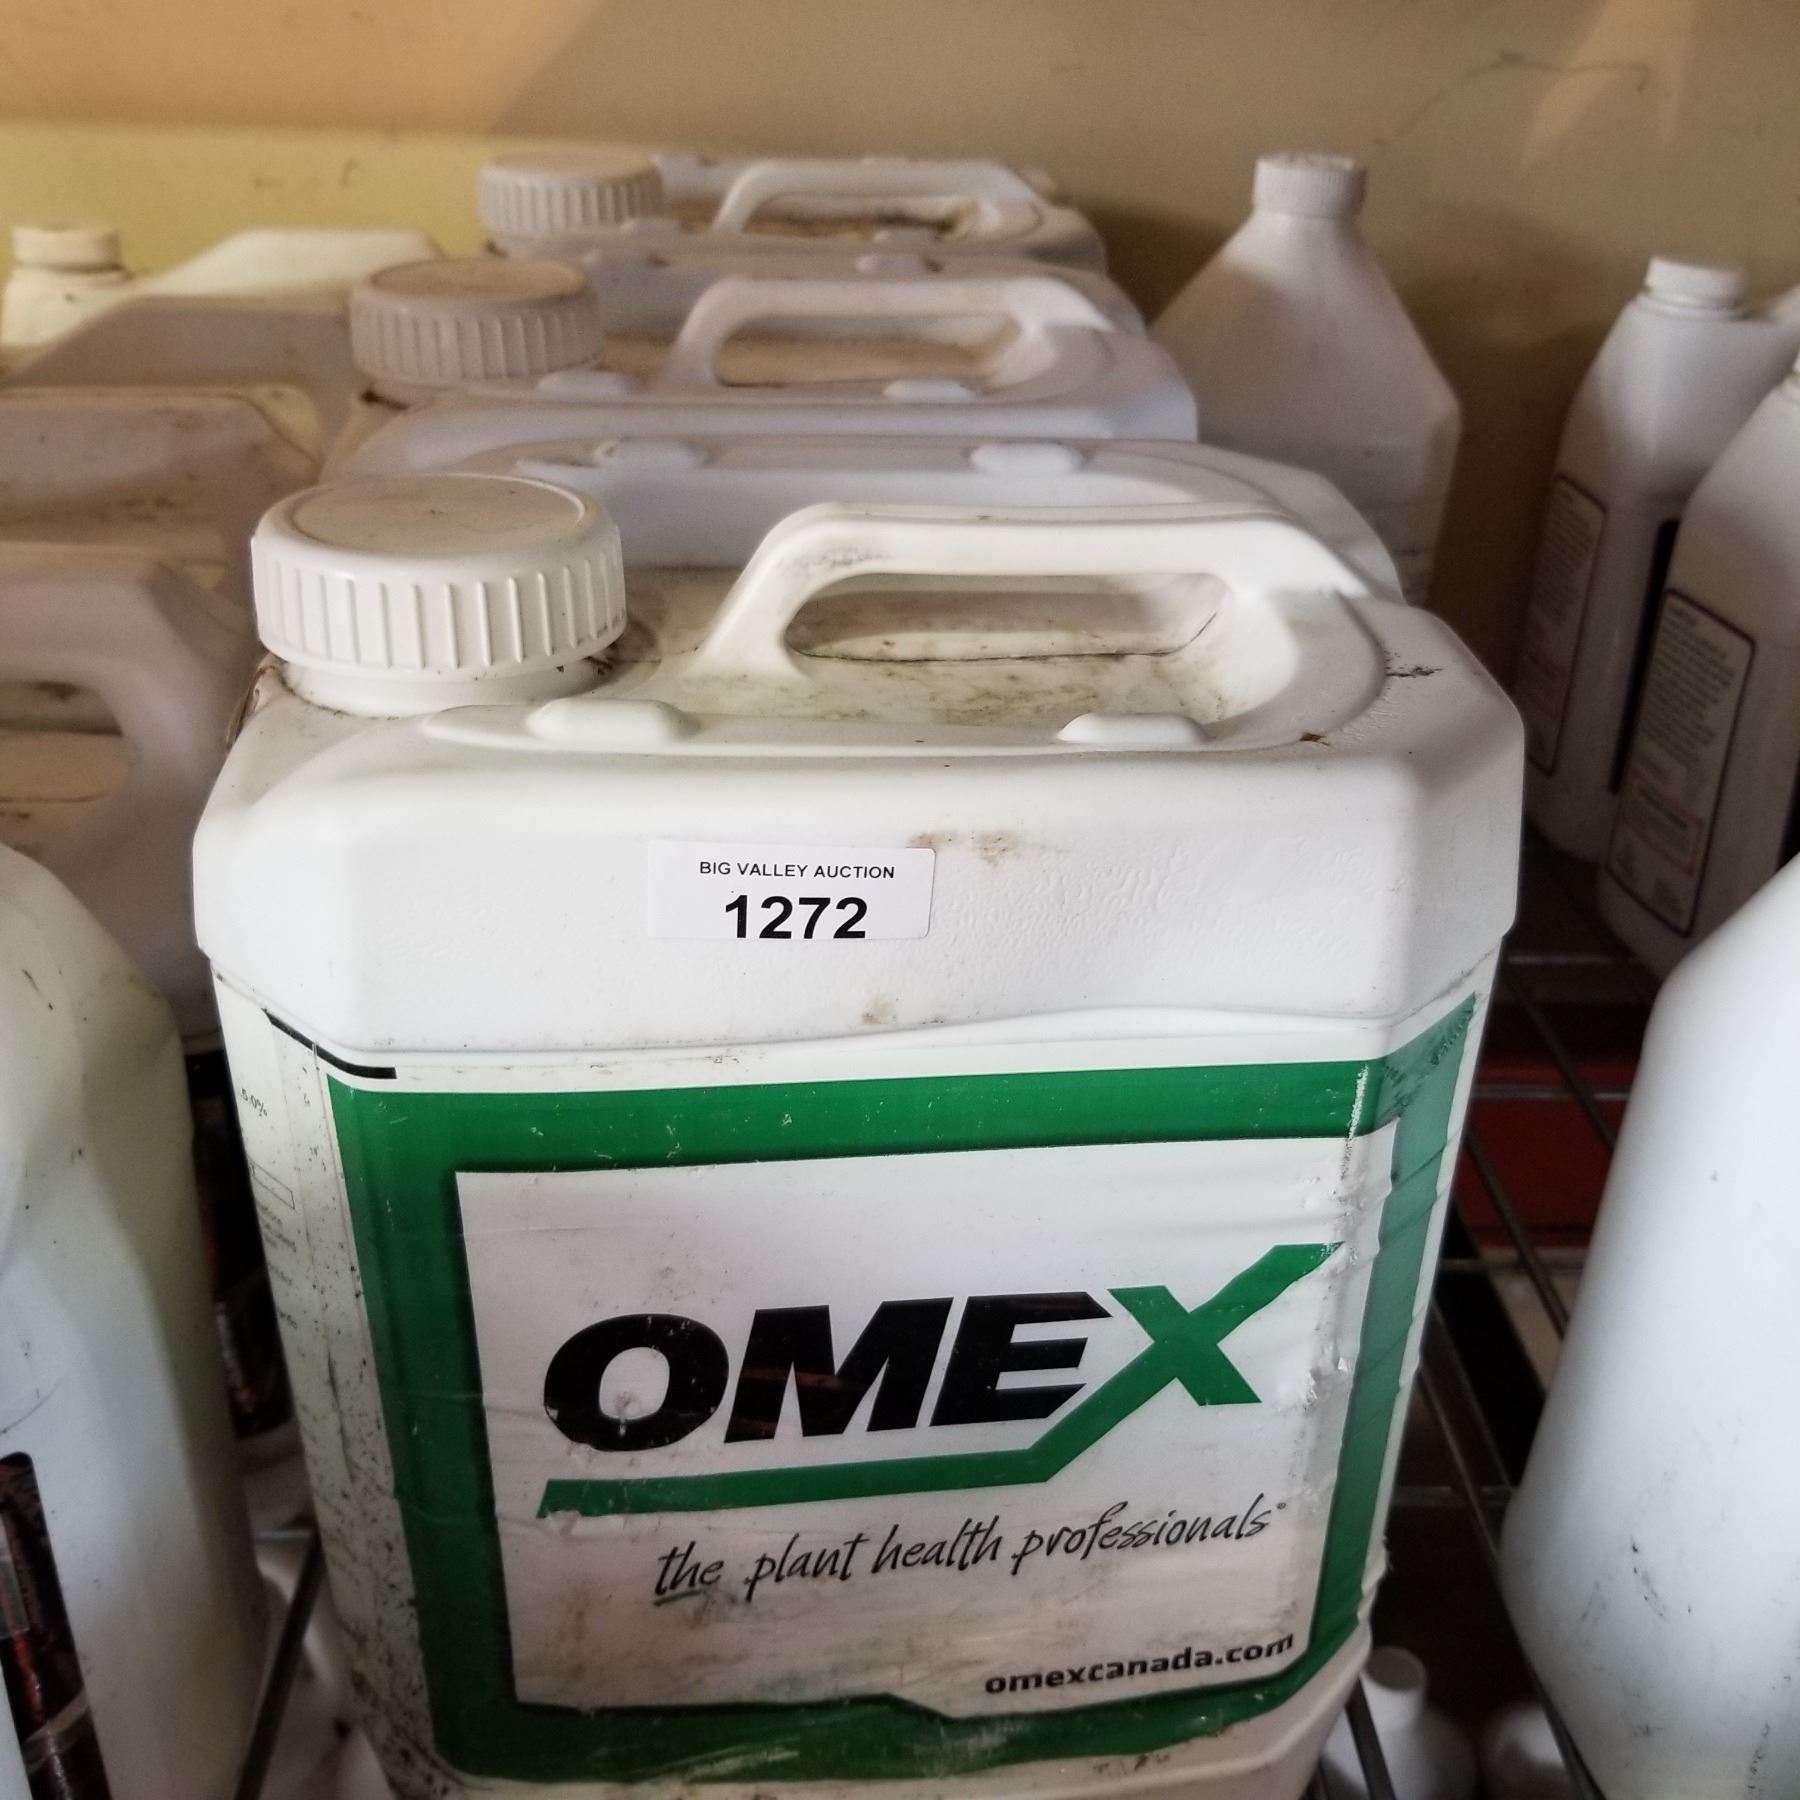 BIG VALLEY AUCTION
1272
OMEX
the plant health professionals®
omexcanada.com